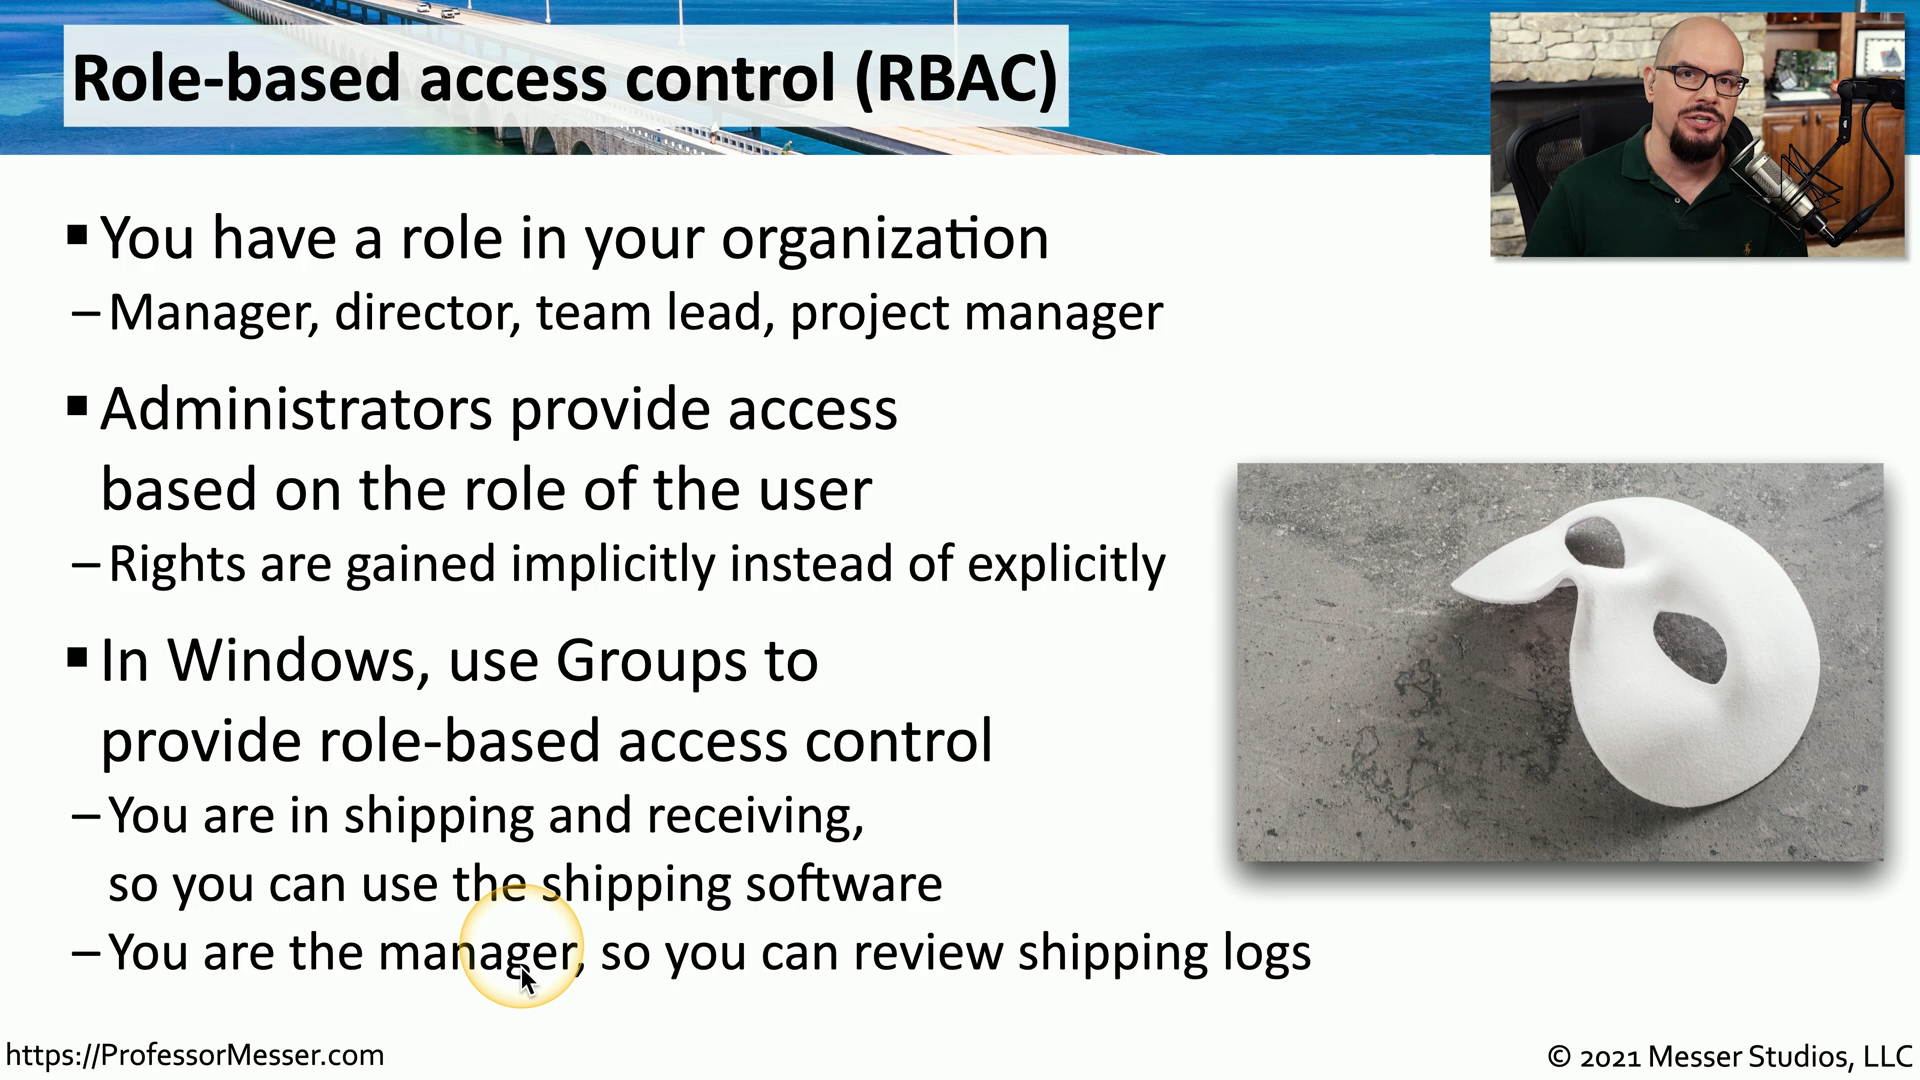 Role-based access control (RBAC)
▪ You have a role in your organization
– Manager, director, team lead, project manager
▪ Administrators provide access
based on the role of the user
– Rights are gained implicitly instead of explicitly
▪ In Windows, use Groups to
provide role-based access control
– You are in shipping and receiving,
so you can use the shipping software
– You are the manager, so you can review shipping logs
https://ProfessorMesser.com
© 2021 Messer Studios, LLC